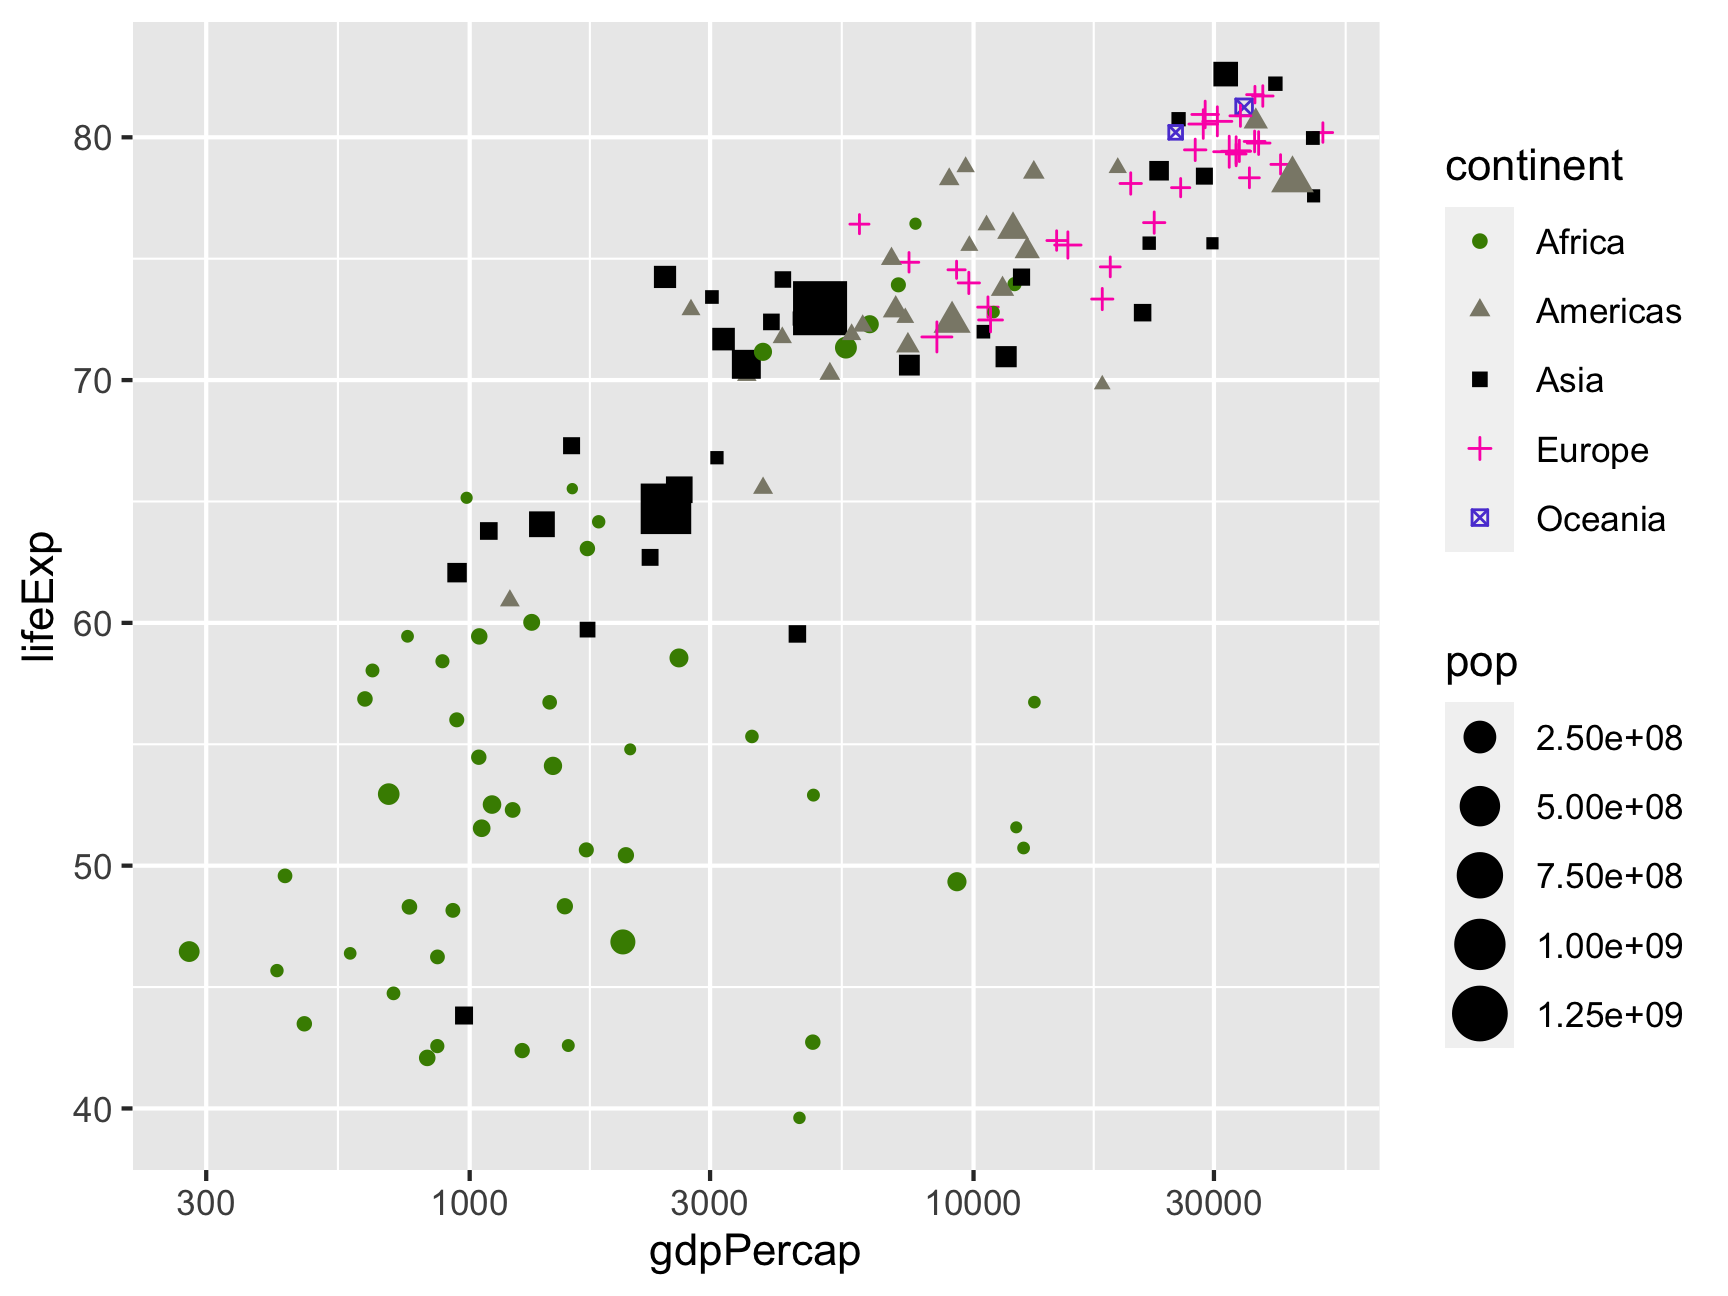 80
70
60
50
40
lifeExp
300 1000 3000 10000 30000
gdpPercap
continent
Africa
Americas
Asia
Europe
Oceania
pop
2.50e+08
5.00e+08
7.50e+08
1.00e+09
1.25e+09